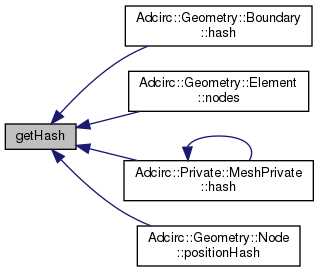 Adcirc::Geometry::Boundary
::hash
Adcirc::Geometry::Element
::nodes
getHash
Adcirc::Private::MeshPrivate
::hash
Adcirc::Geometry::Node
::positionHash